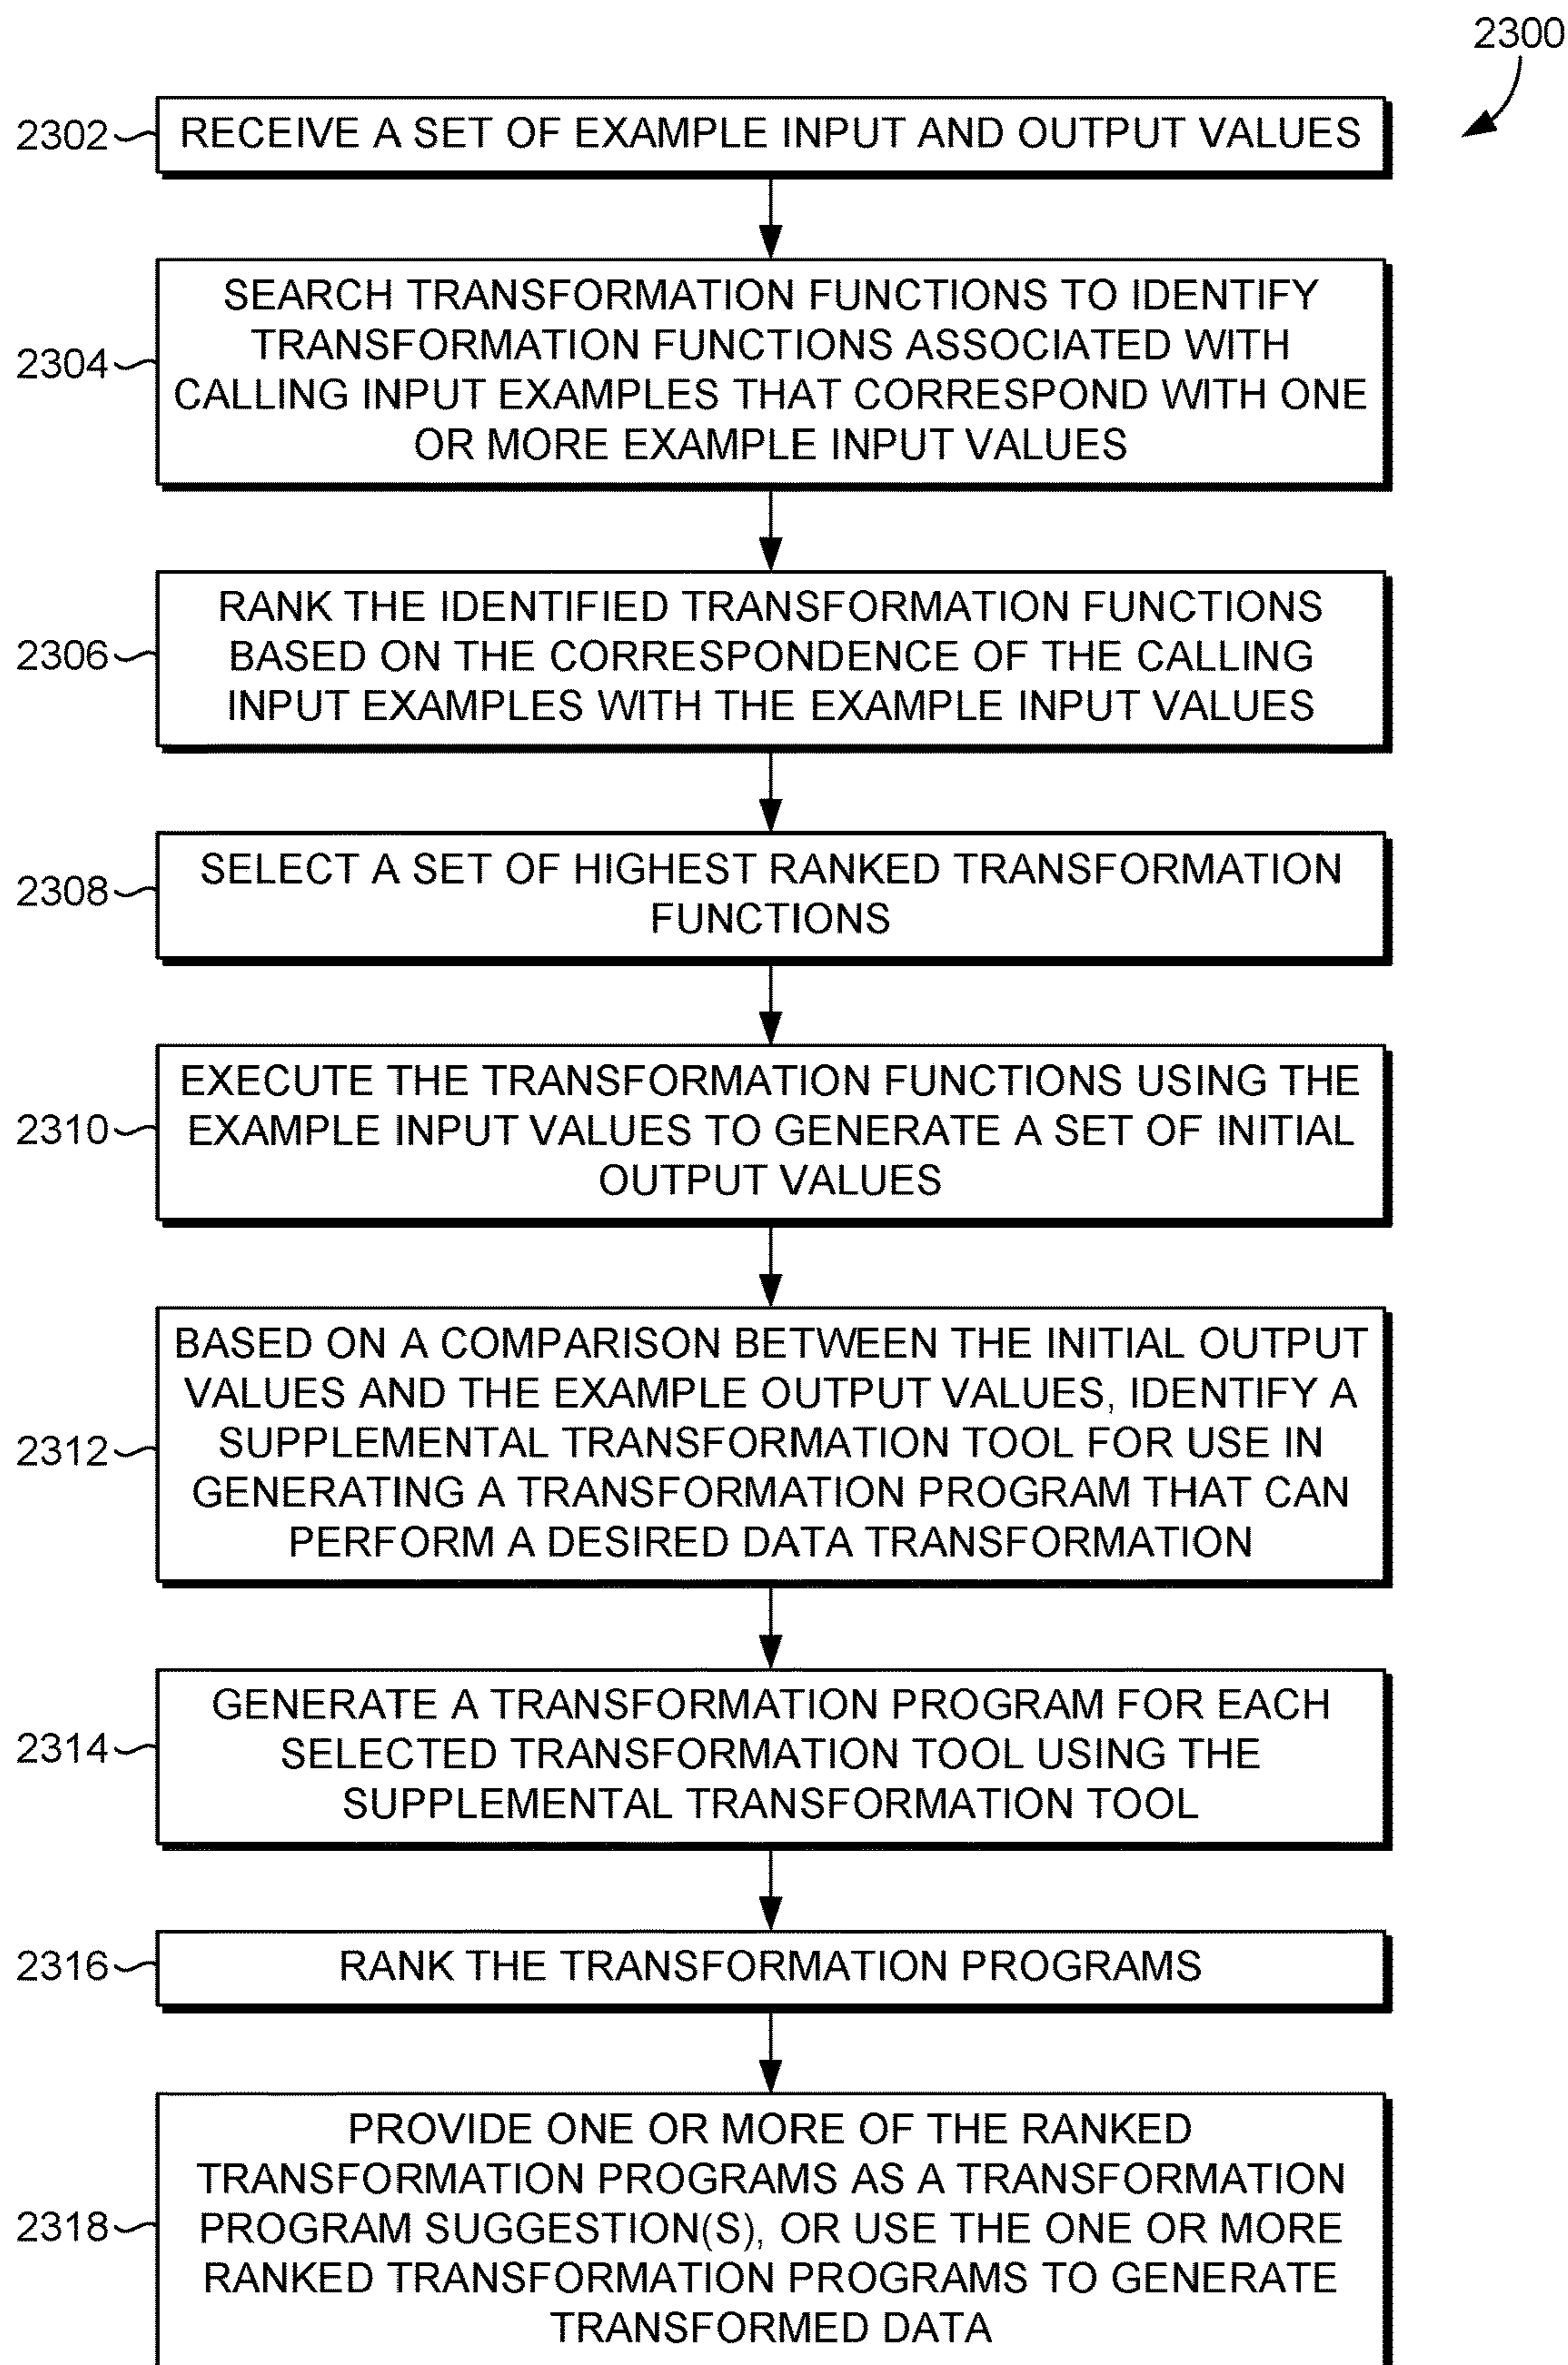 2300
2302
RECEIVE A SET OF EXAMPLE INPUT AND OUTPUT VALUES
2304
SEARCH TRANSFORMATION FUNCTIONS TO IDENTIFY
TRANSFORMATION FUNCTIONS ASSOCIATED WITH
CALLING INPUT EXAMPLES THAT CORRESPOND WITH ONE
OR MORE EXAMPLE INPUT VALUES
2306
RANK THE IDENTIFIED TRANSFORMATION FUNCTIONS
BASED ON THE CORRESPONDENCE OF THE CALLING
INPUT EXAMPLES WITH THE EXAMPLE INPUT VALUES
2308
SELECT A SET OF HIGHEST RANKED TRANSFORMATION
FUNCTIONS
2310
EXECUTE THE TRANSFORMATION FUNCTIONS USING THE
EXAMPLE INPUT VALUES TO GENERATE A SET OF INITIAL
OUTPUT VALUES
2312
BASED ON A COMPARISON BETWEEN THE INITIAL OUTPUT
VALUES AND THE EXAMPLE OUTPUT VALUES, IDENTIFY A
SUPPLEMENTAL TRANSFORMATION TOOL FOR USE IN
GENERATING A TRANSFORMATION PROGRAM THAT CAN
PERFORM A DESIRED DATA TRANSFORMATION
2314
GENERATE A TRANSFORMATION PROGRAM FOR EACH
SELECTED TRANSFORMATION TOOL USING THE
SUPPLEMENTAL TRANSFORMATION TOOL
2316
RANK THE TRANSFORMATION PROGRAMS
2318
PROVIDE ONE OR MORE OF THE RANKED
TRANSFORMATION PROGRAMS AS A TRANSFORMATION
PROGRAM SUGGESTION(S), OR USE THE ONE OR MORE
RANKED TRANSFORMATION PROGRAMS TO GENERATE
TRANSFORMED DATA